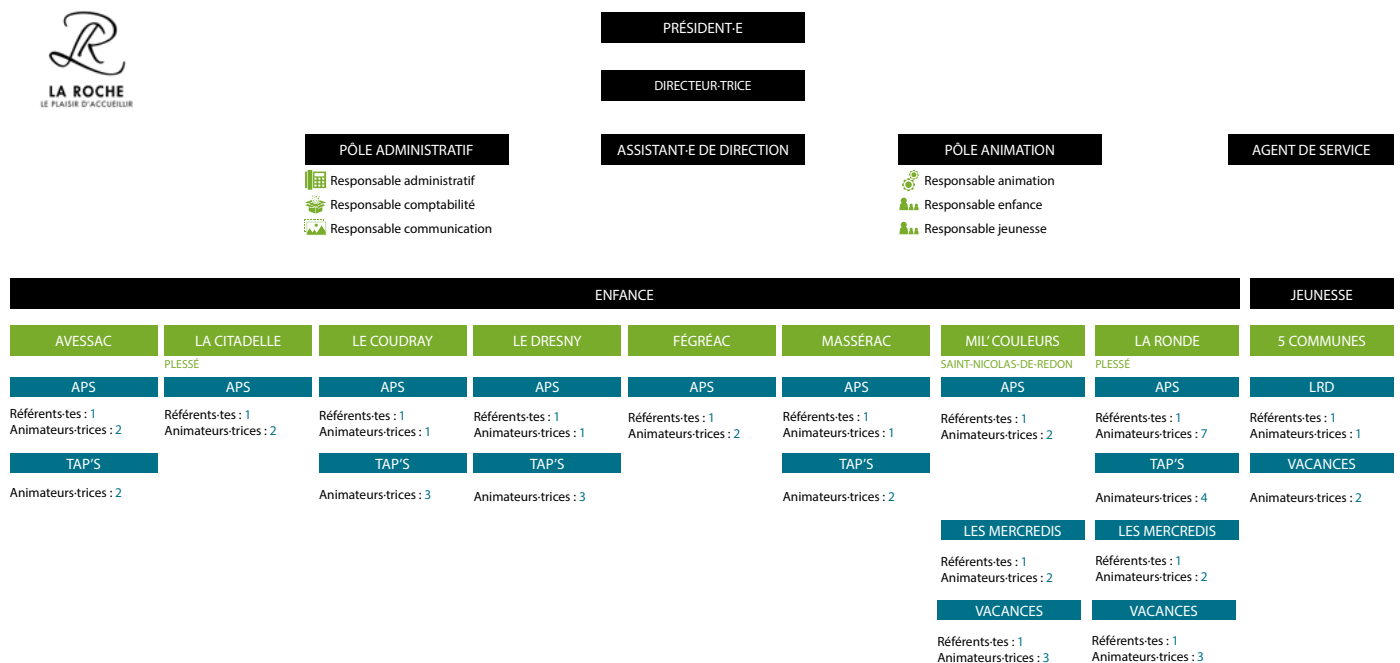 LR
LA ROCHE
LE PLAISIR D'ACCUEILLIR
PRÉSIDENT·E
DIRECTEUR·TRICE
PÔLE ADMINISTRATIF
Responsable administratif
Responsable comptabilité
Responsable communication
ASSISTANT·E DE DIRECTION
PÔLE ANIMATION
Responsable animation
Responsable enfance
Responsable jeunesse
AGENT DE SERVICE
ENFANCE
AVESSAC
APS
Référents·tes : 1
Animateurs·trices : 2
TAP'S
Animateurs·trices : 2
LA CITADELLE
PLESSÉ
APS
Référents·tes : 1
Animateurs·trices : 2
LE COUDRAY
APS
Référents·tes : 1
Animateurs·trices : 1
TAP'S
Animateurs·trices : 3
LE DRESNY
APS
Référents·tes : 1
Animateurs·trices : 1
TAP'S
Animateurs·trices : 3
FÉGRÉAC
APS
Référents·tes : 1
Animateurs·trices : 2
MASSÉRAC
APS
Référents·tes : 1
Animateurs·trices : 1
TAP'S
Animateurs·trices : 2
MIL' COULEURS
SAINT-NICOLAS-DE-REDON
APS
Référents·tes : 1
Animateurs·trices : 2
LES MERCREDIS
Référents·tes : 1
Animateurs·trices : 2
VACANCES
Référents·tes : 1
Animateurs·trices : 3
LA RONDE
PLESSÉ
APS
Référents·tes : 1
Animateurs·trices : 7
TAP'S
Animateurs·trices : 4
LES MERCREDIS
Référents·tes : 1
Animateurs·trices : 2
VACANCES
Référents·tes : 1
Animateurs·trices : 3
JEUNESSE
5 COMMUNES
LRD
Référents·tes : 1
Animateurs·trices : 1
VACANCES
Animateurs·trices : 2